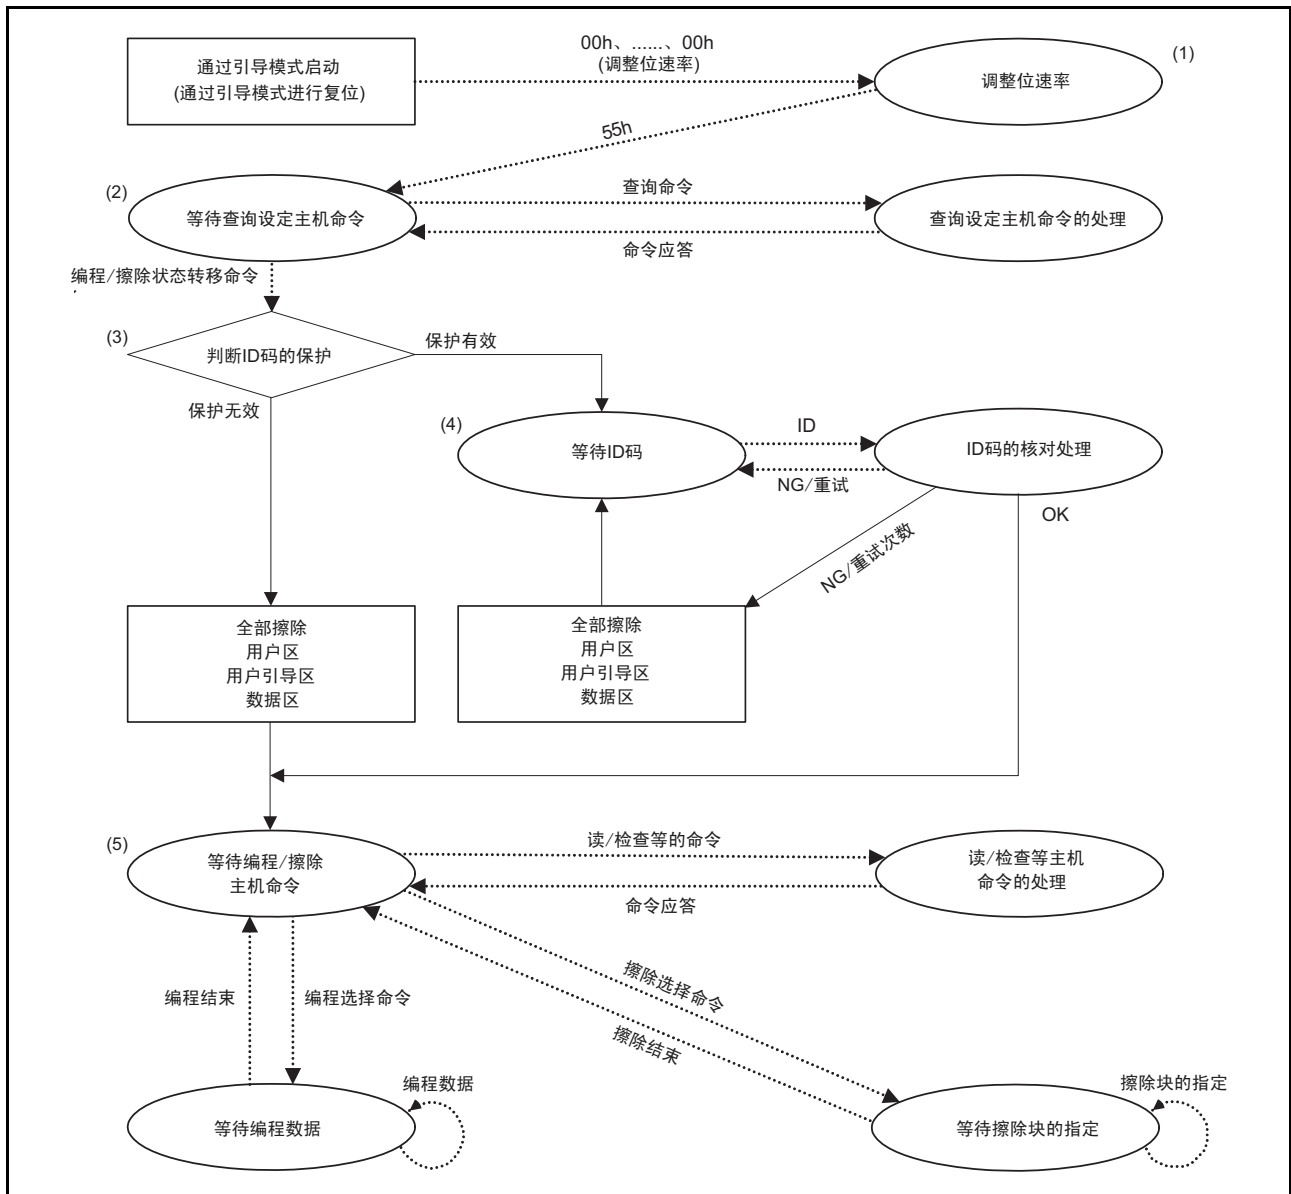 通过引导模式启动
(通过引导模式进行复位)
00h、......、00h
(调整位速率)
(1)
调整位速率
55h
(2)
等待查询设定主机命令
查询命令
查询设定主机命令的处理
命令应答
编程/擦除状态转移命令
(3)
判断ID码的保护
保护有效
保护无效
(4)
等待ID码
ID
ID码的核对处理
NG/重试
OK
NG/重试次数
全部擦除
用户区
用户引导区
数据区
全部擦除
用户区
用户引导区
数据区
(5)
等待编程/擦除
主机命令
读/检查等的命令
读/检查等主机
命令的处理
命令应答
擦除选择命令
擦除结束
编程结束
编程选择命令
编程数据
等待编程数据
擦除块的指定
等待擦除块的指定